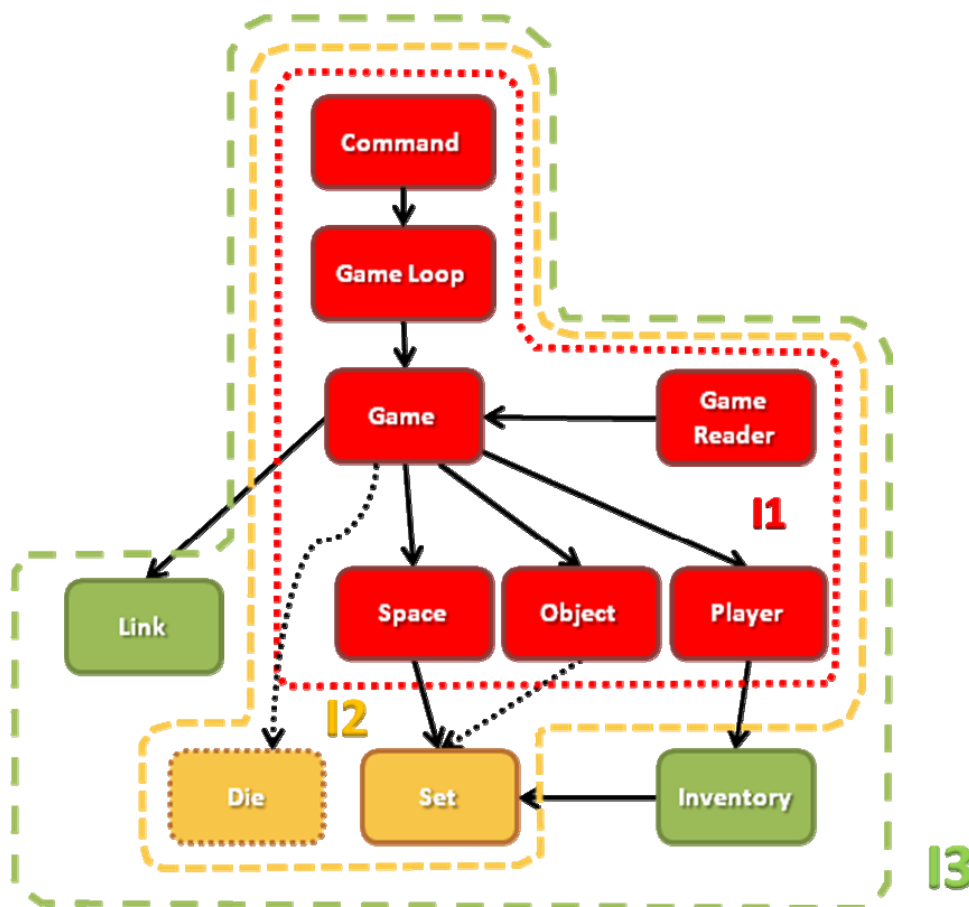 Command
Game Loop
Game
Game
Reader
I1
Link
Space
Object
Player
I2
Die
Set
Inventory
I3